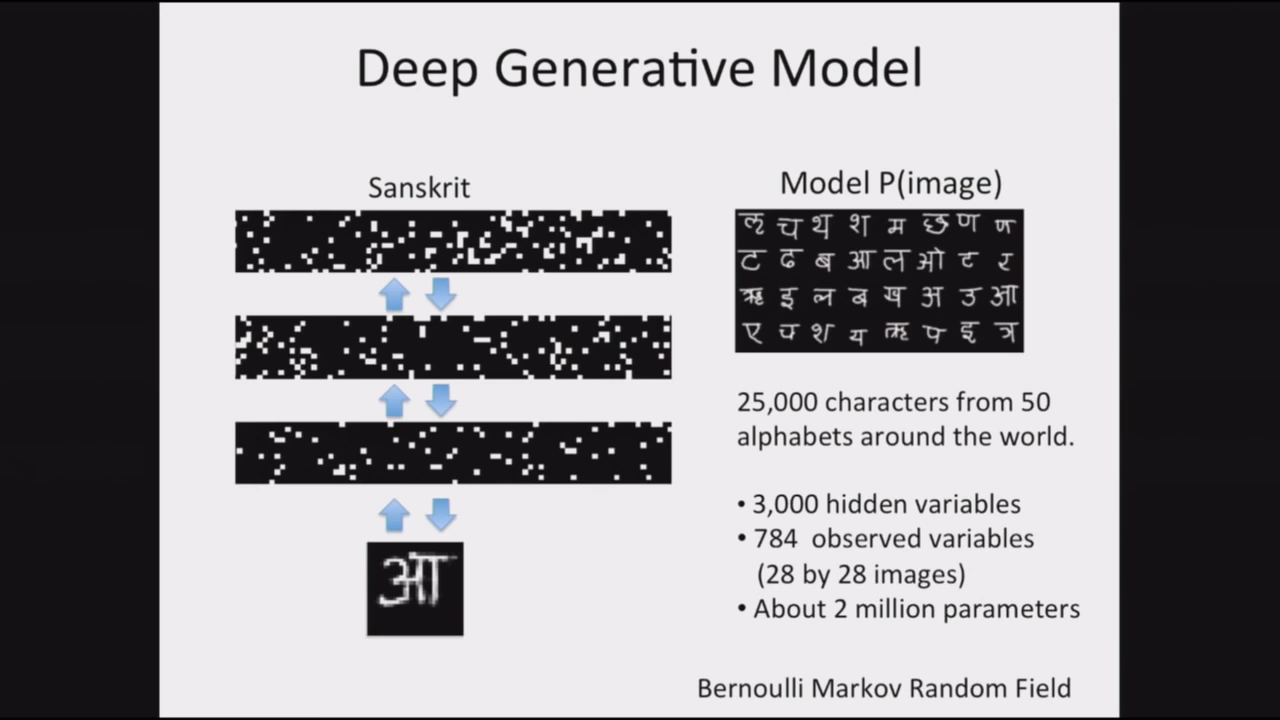 Deep Generative Model
Sanskrit
Model P(image)
ल च थ श म छ ण ण
ट ढ ब आ ल ओ ट र
ऋ इ ल ब ख अ उ आ
ए च श य ऋ प इ त्र
25,000 characters from 50
alphabets around the world.
• 3,000 hidden variables
• 784 observed variables
(28 by 28 images)
• About 2 million parameters
आ
Bernoulli Markov Random Field